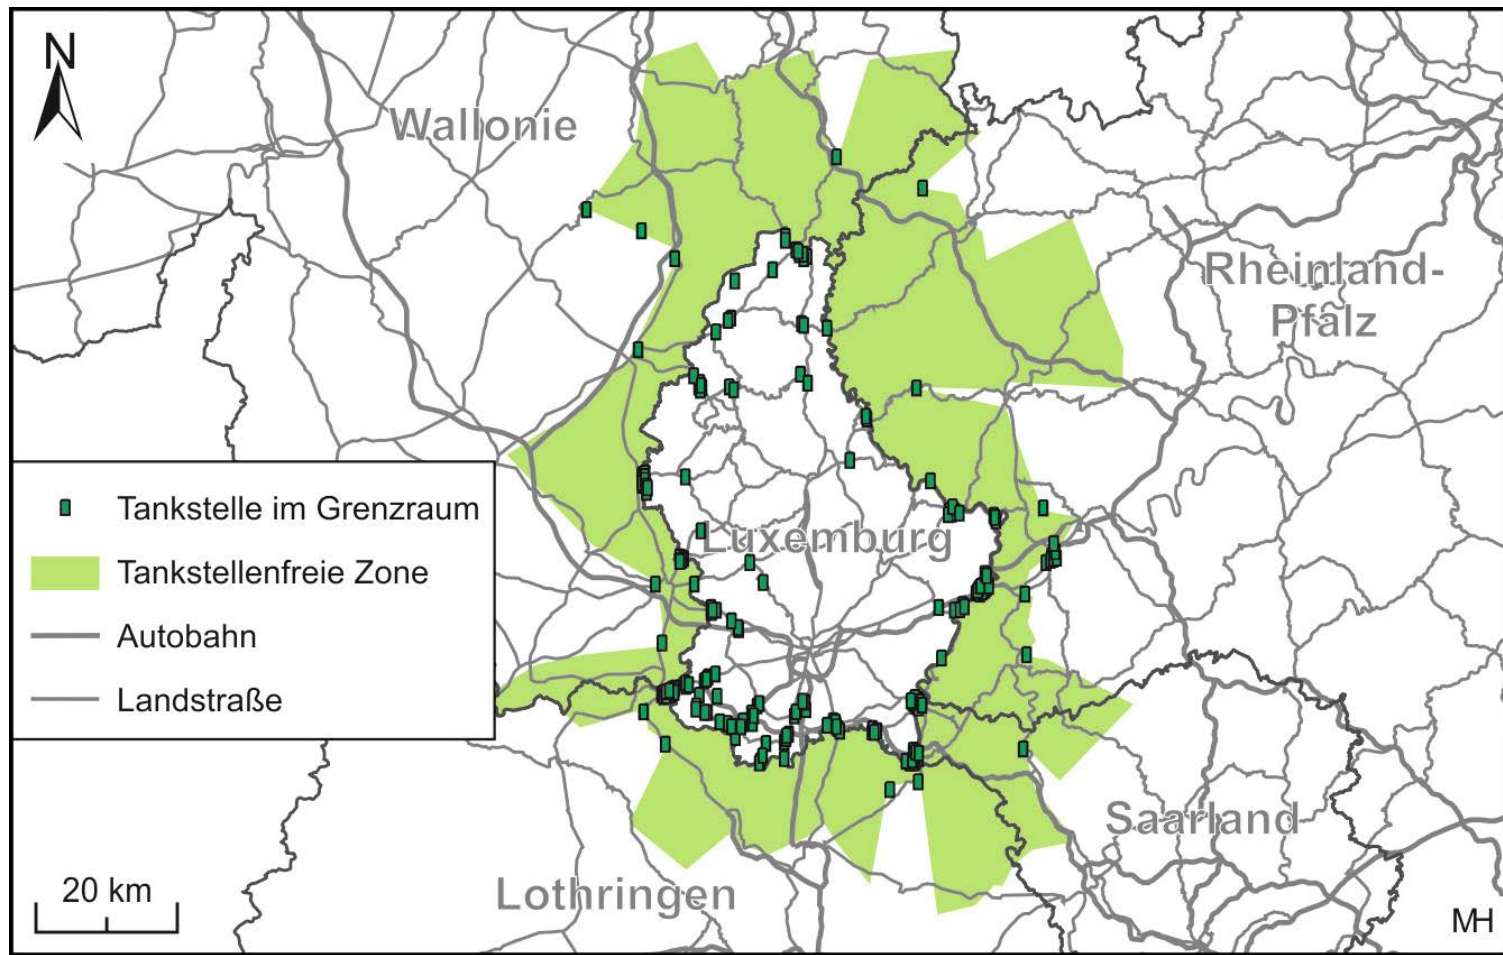 N
Wallonie
Rheinland-
Pfalz
Tankstelle im Grenzraum
Luxemburg
Tankstellenfreie Zone
Autobahn
Landstraße
Saarland
20 km
Lothringen
MH